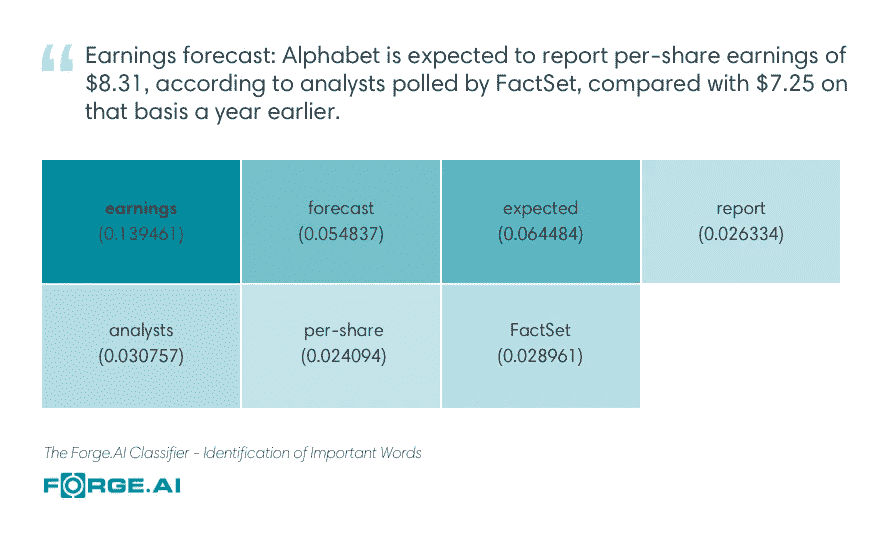 “
Earnings forecast: Alphabet is expected to report per-share earnings of
$8.31, according to analysts polled by FactSet, compared with $7.25 on
that basis a year earlier.
earnings
(0.139461)
forecast
(0.054837)
expected
(0.064484)
report
(0.026334)
analysts
(0.030757)
per-share
(0.024094)
FactSet
(0.028961)
The Forge.AI Classifier - Identification of Important Words
FORGE.AI